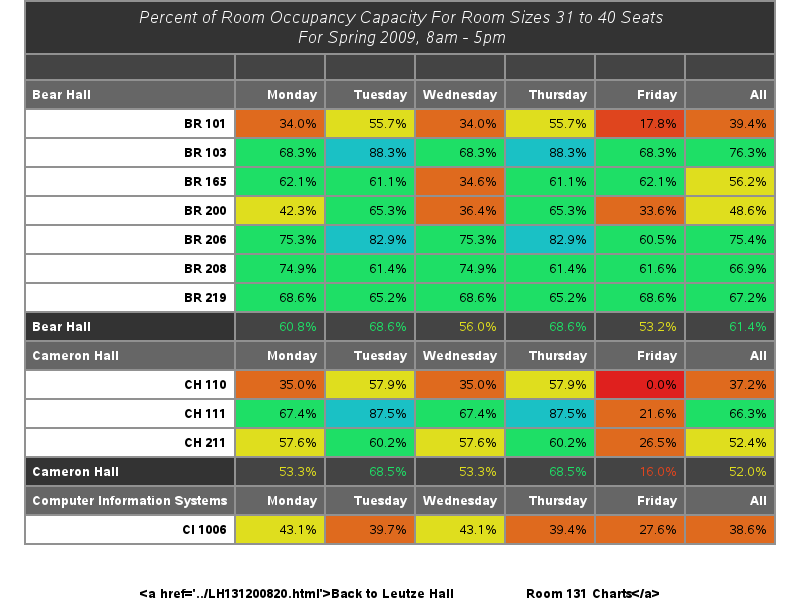 Percent of Room Occupancy Capacity For Room Sizes 31 to 40 Seats
For Spring 2009, 8am - 5pm
Bear Hall Monday Tuesday Wednesday Thursday Friday All
BR 101 34.0% 55.7% 34.0% 55.7% 17.8% 39.4%
BR 103 68.3% 88.3% 68.3% 88.3% 68.3% 76.3%
BR 165 62.1% 61.1% 34.6% 61.1% 62.1% 56.2%
BR 200 42.3% 65.3% 36.4% 65.3% 33.6% 48.6%
BR 206 75.3% 82.9% 75.3% 82.9% 60.5% 75.4%
BR 208 74.9% 61.4% 74.9% 61.4% 61.6% 66.9%
BR 219 68.6% 65.2% 68.6% 65.2% 68.6% 67.2%
Bear Hall 60.8% 68.6% 56.0% 68.6% 53.2% 61.4%
Cameron Hall Monday Tuesday Wednesday Thursday Friday All
CH 110 35.0% 57.9% 35.0% 57.9% 0.0% 37.2%
CH 111 67.4% 87.5% 67.4% 87.5% 21.6% 66.3%
CH 211 57.6% 60.2% 57.6% 60.2% 26.5% 52.4%
Cameron Hall 53.3% 68.5% 53.3% 68.5% 16.0% 52.0%
Computer Information Systems Monday Tuesday Wednesday Thursday Friday All
CI 1006 43.1% 39.7% 43.1% 39.4% 27.6% 38.6%
<a href='../LH131200820.html'>Back to Leutze Hall Room 131 Charts</a>